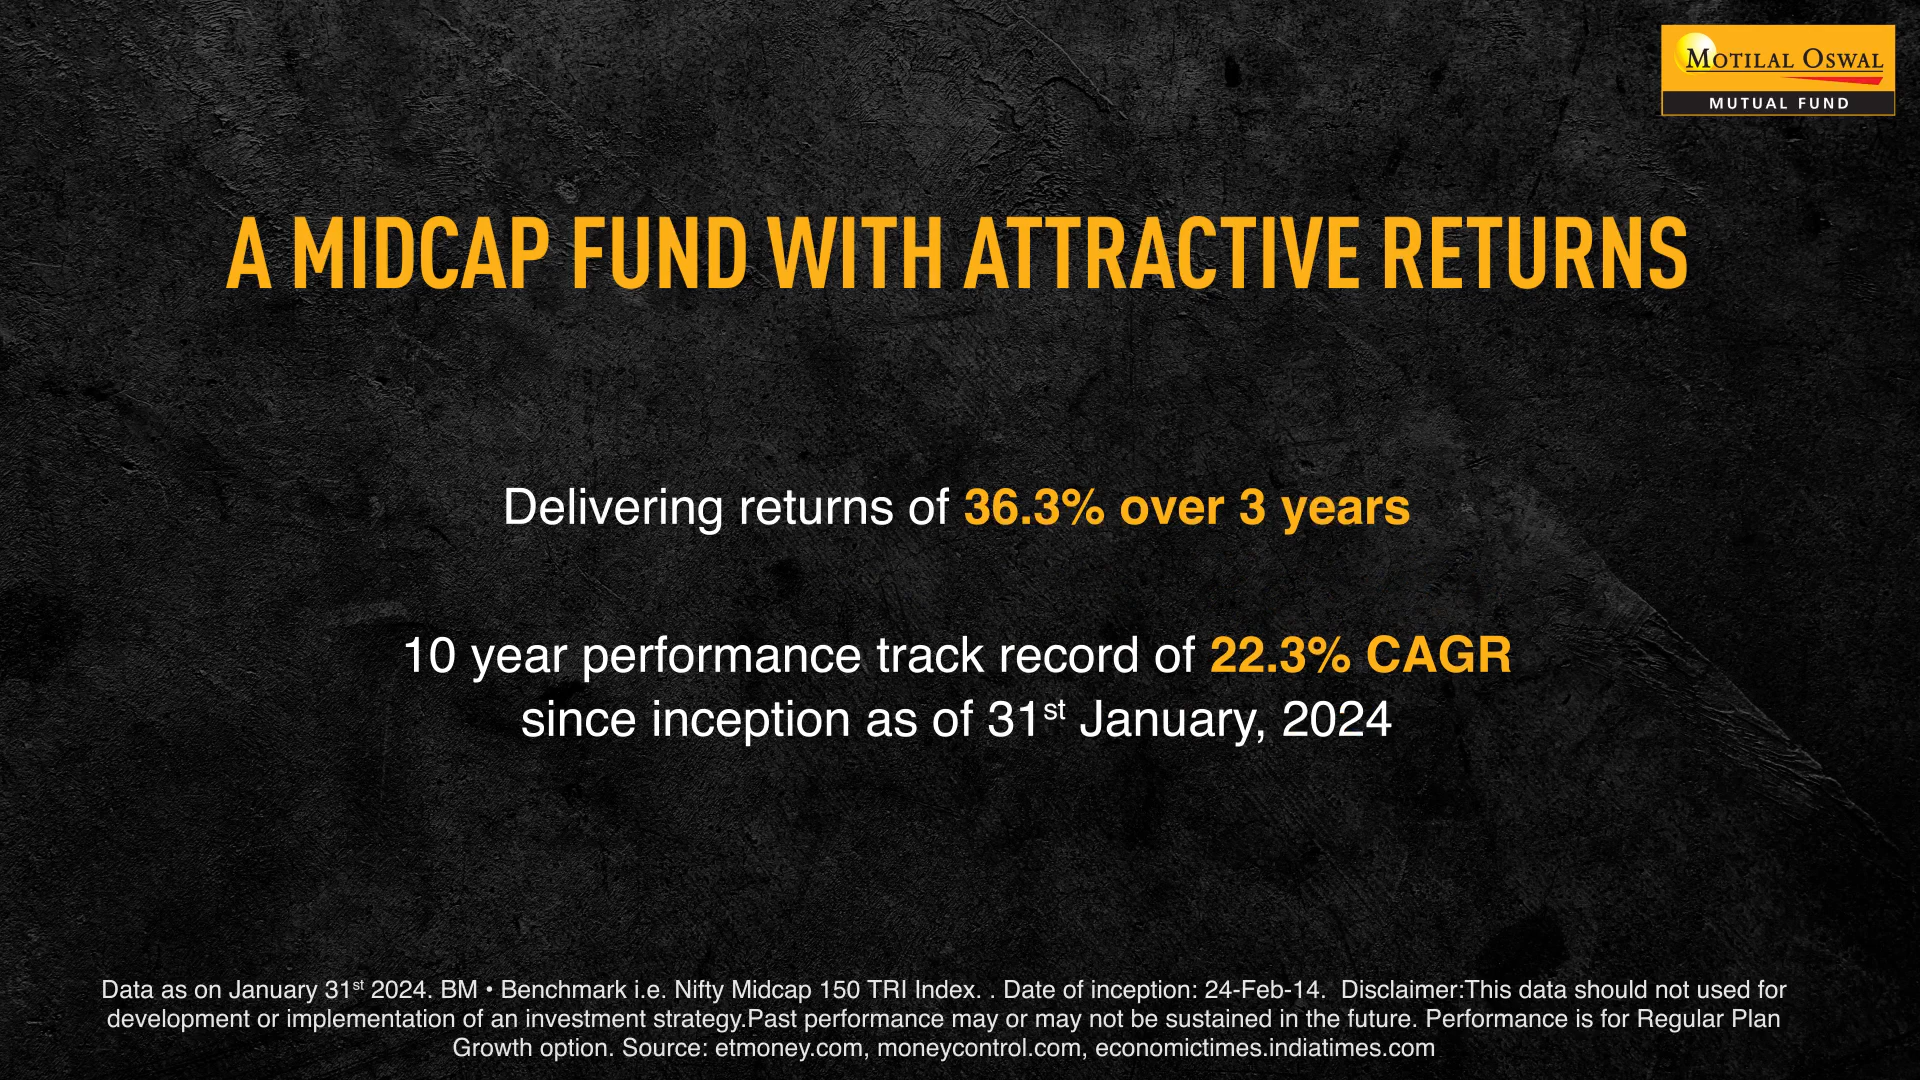 MOTILAL OSWAL
MUTUAL FUND
A MIDCAP FUND WITH ATTRACTIVE RETURNS
Delivering returns of 36.3% over 3 years
10 year performance track record of 22.3% CAGR
since inception as of 31st January, 2024
Data as on January 31st 2024. BM • Benchmark i.e. Nifty Midcap 150 TRI Index. . Date of inception: 24-Feb-14.  Disclaimer:This data should not used for
development or implementation of an investment strategy.Past performance may or may not be sustained in the future. Performance is for Regular Plan
Growth option. Source: etmoney.com, moneycontrol.com, economictimes.indiatimes.com